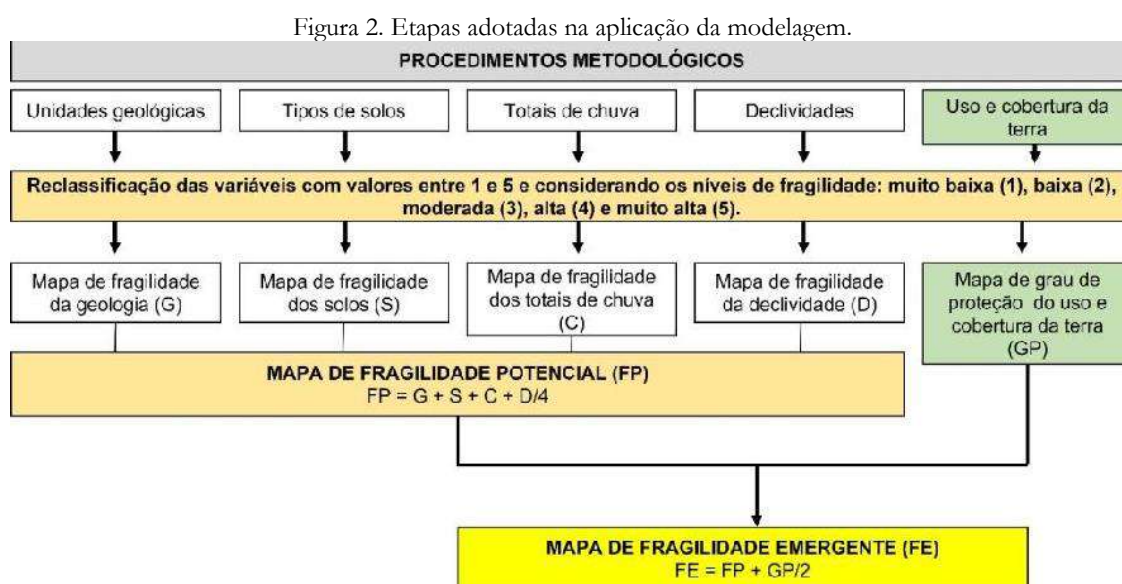 Figura 2. Etapas adotadas na aplicação da modelagem.
PROCEDIMENTOS METODOLÓGICOS
Unidades geológicas
Tipos de solos
Totais de chuva
Declividades
Uso e cobertura da
terra
Reclassificação das variáveis com valores entre 1 e 5 e considerando os níveis de fragilidade: muito baixa (1), baixa (2),
moderada (3), alta (4) e muito alta (5).
Mapa de fragilidade
da geologia (G)
Mapa de fragilidade
dos solos (S)
Mapa de fragilidade
dos totais de chuva
(C)
Mapa de fragilidade
da declividade (D)
Mapa de grau de
proteção do uso e
cobertura da terra
(GP)
MAPA DE FRAGILIDADE POTENCIAL (FP)
FP = G + S + C + D/4
MAPA DE FRAGILIDADE EMERGENTE (FE)
FE = FP + GP/2